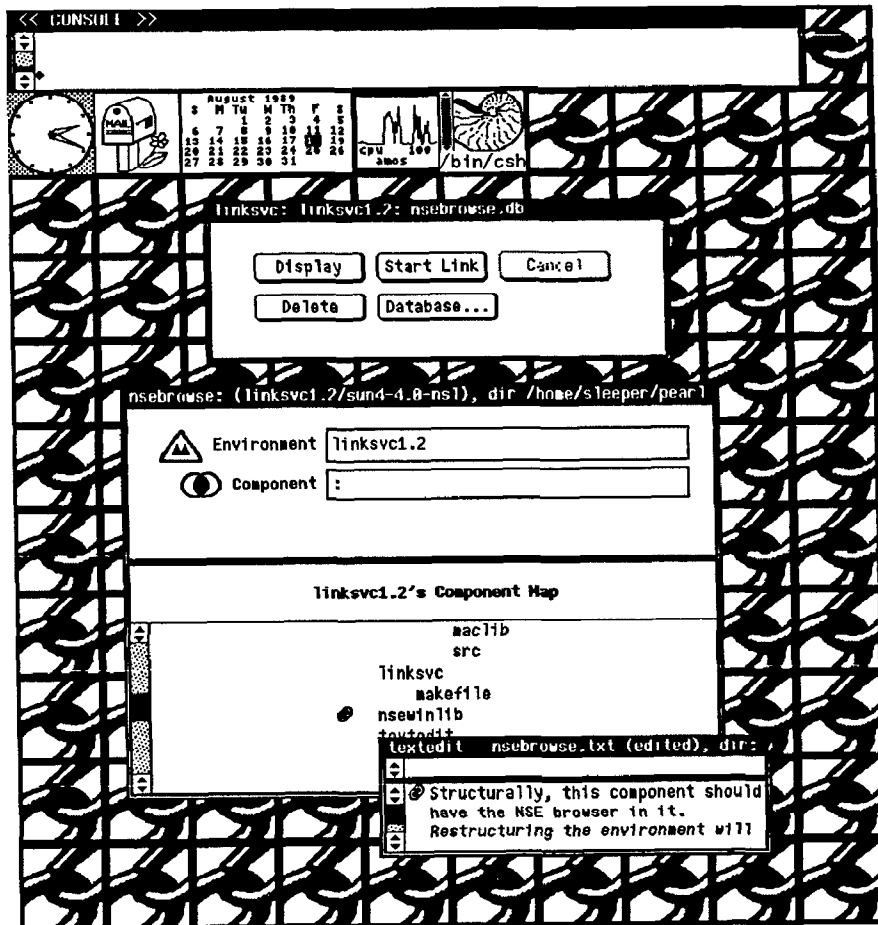 << CONSOLE >>
MAIL
August 1989
S M Tu W Th F S
1 2 3 4 5
6 7 8 9 10 11 12
13 14 15 16 17 19
20 21 22 23 24 25 26
27 28 29 30 31
cpu 100
amos
/bin/csh
linksvc: linksvc1.2: nsebrowse.db
Display Start Link Cancel
Delete Database...
nsebrowse: (linksvc1.2/sun4-4.0-nsl), dir /home/sleeper/pearl
Environment linksvc1.2
Component :
linksvc1.2's Component Map
maclib
src
linksvc
makefile
nsewinlib
textedit
textedit nsebrowse.txt (edited), dir: /
Structurally, this component should
have the NSE browser in it.
Restructuring the environment will